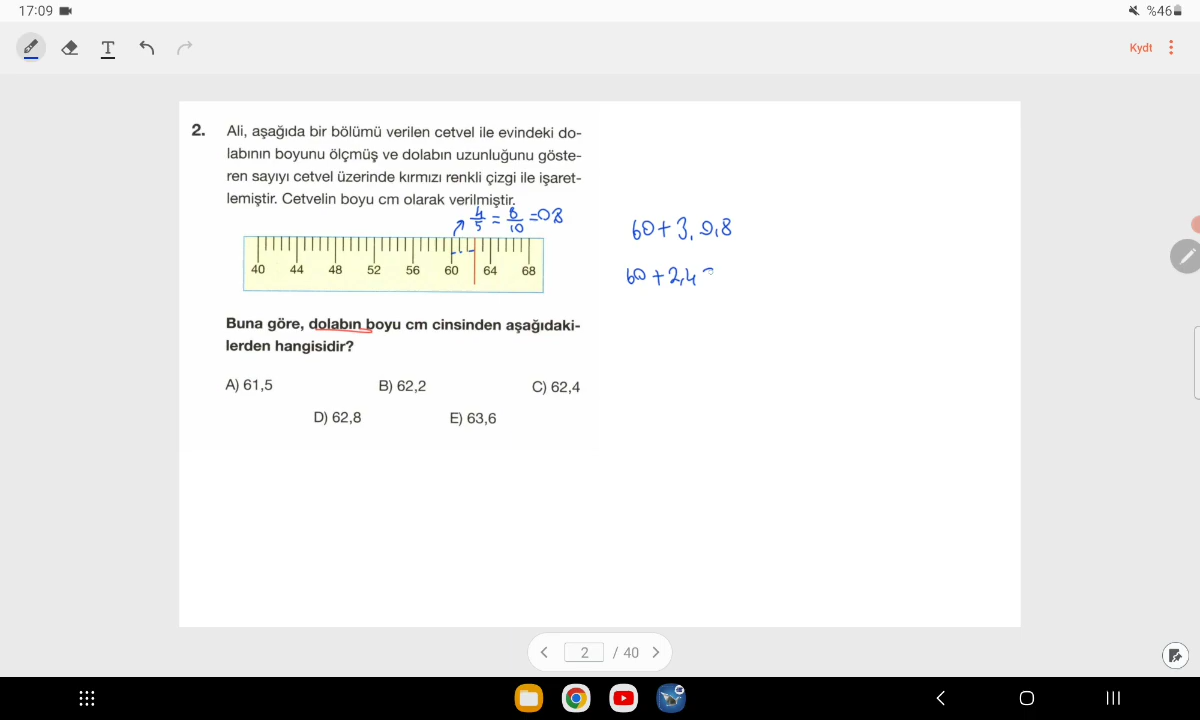 17:09
%46
T
Kydt
2. Ali, aşağıda bir bölümü verilen cetvel ile evindeki do-
labının boyunu ölçmüş ve dolabın uzunluğunu göste-
ren sayıyı cetvel üzerinde kırmızı renkli çizgi ile işaret-
lemiştir. Cetvelin boyu cm olarak verilmiştir.
4/5 = 8/10 = 08
60 + 3. 0,8
60 + 2,4 =
40 44 48 52 56 60 64 68
Buna göre, dolabın boyu cm cinsinden aşağıdaki-
lerden hangisidir?
A) 61,5 B) 62,2 C) 62,4
D) 62,8 E) 63,6
2 / 40